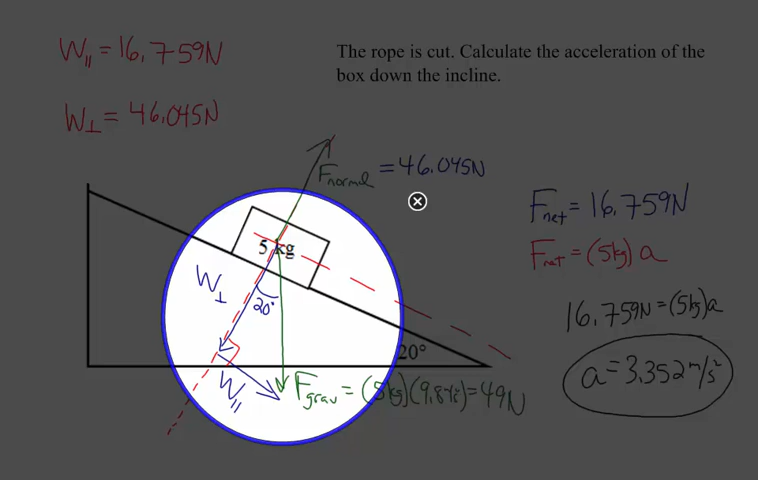 W∥ = 16.759N
The rope is cut. Calculate the acceleration of the
box down the incline.
W⊥ = 46.045N
Fnormal = 46.045N
5 kg
Fnet = 16.759N
Fnet = (5kg) a
W⊥
20°
16.759N = (5kg) a
20°
a = 3.352 m/s²
W∥
Fgrav = (5kg)(9.8 m/s²) = 49N